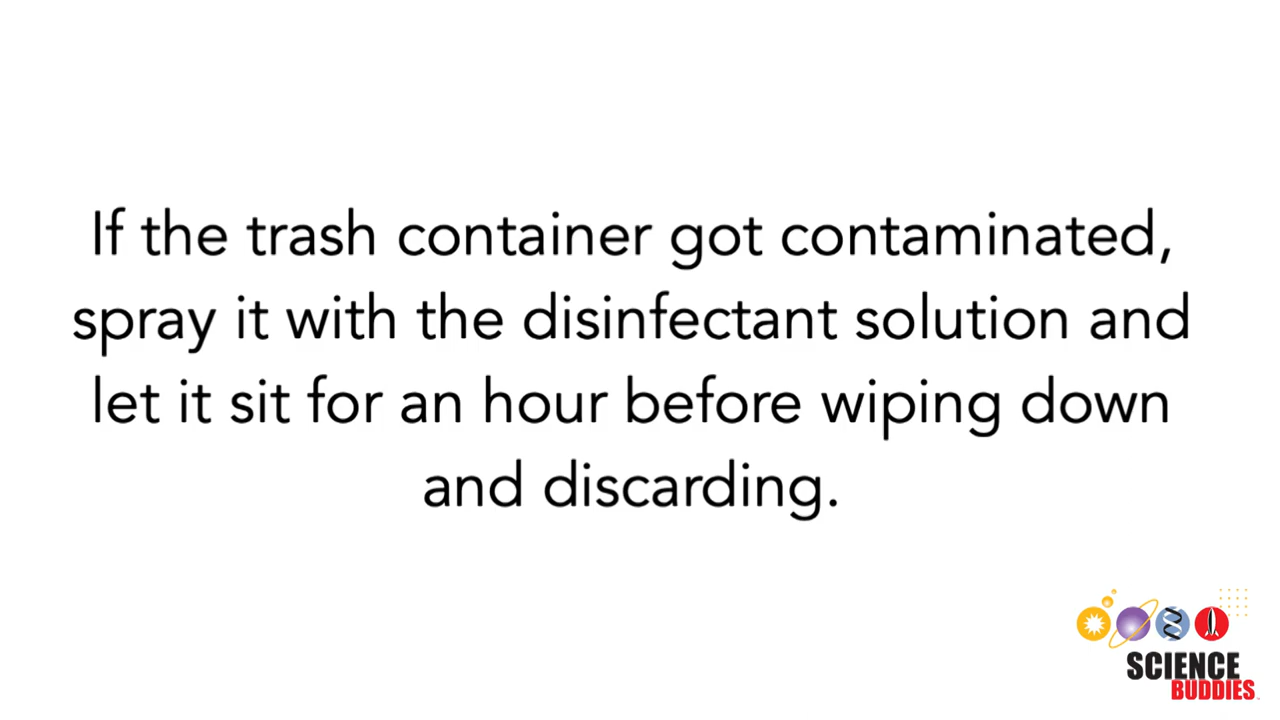 If the trash container got contaminated,
spray it with the disinfectant solution and
let it sit for an hour before wiping down
and discarding.
SCIENCE
BUDDIES